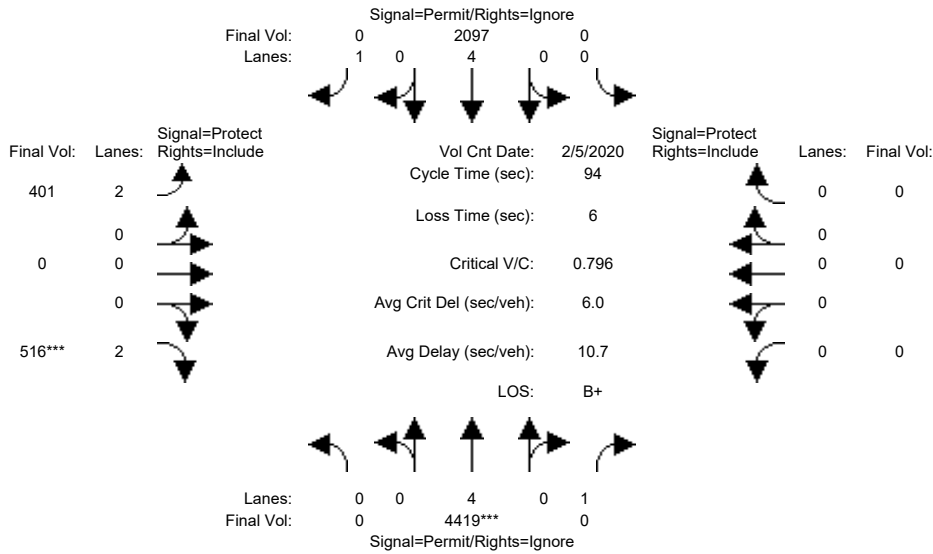 Signal=Permit/Rights=Ignore
Final Vol: 0 2097 0
Lanes: 1 0 4 0 0
Signal=Protect Signal=Protect
Final Vol: Lanes: Rights=Include Vol Cnt Date: 2/5/2020 Rights=Include Lanes: Final Vol:
Cycle Time (sec): 94
401 2 0 0
Loss Time (sec): 6
0 0
0 0 Critical V/C: 0.796 0 0
0 Avg Crit Del (sec/veh): 6.0 0
516*** 2 Avg Delay (sec/veh): 10.7 0 0
LOS: B+
Lanes: 0 0 4 0 1
Final Vol: 0 4419*** 0
Signal=Permit/Rights=Ignore